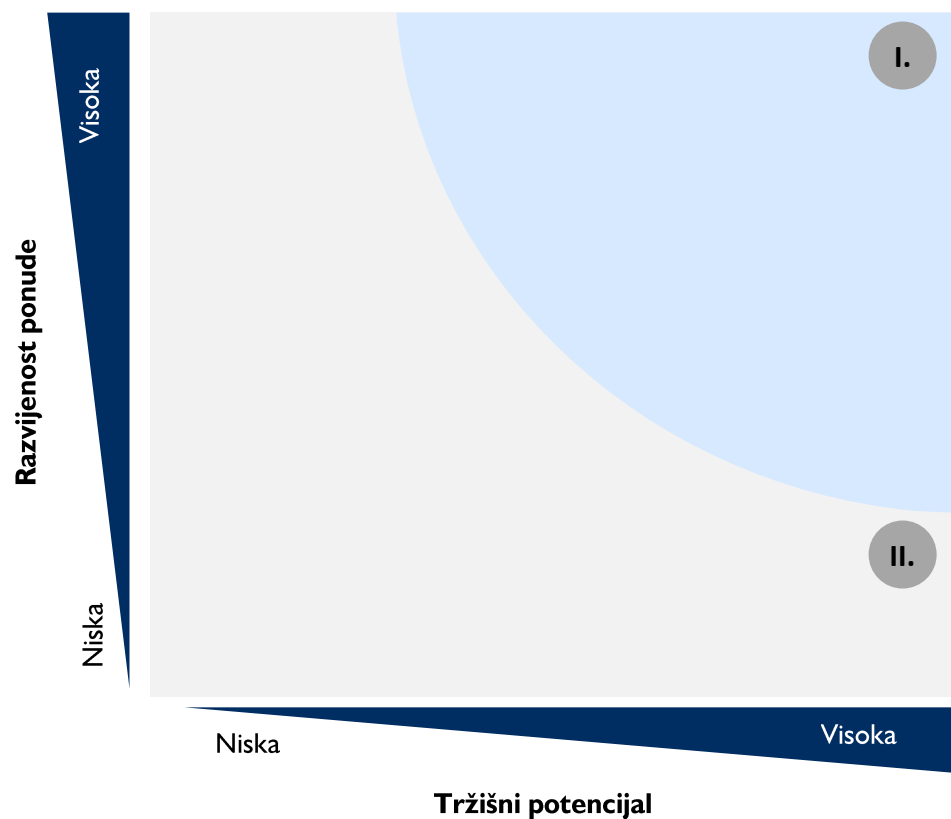 I.
Visoka
Razvijenost ponude
II.
Niska
Niska
Visoka
Tržišni potencijal